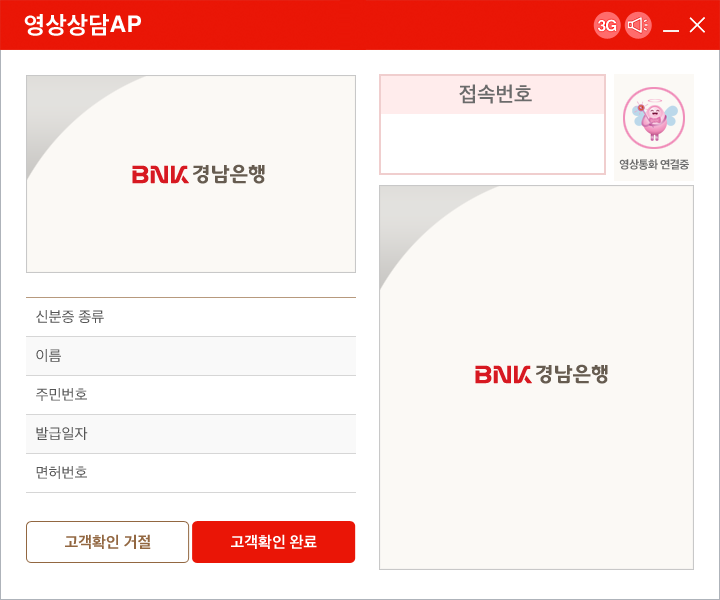 영상상담AP
3G
BNK 경남은행
접속번호
영상통화 연결중
신분증 종류
이름
주민번호
발급일자
면허번호
BNK 경남은행
고객확인 거절
고객확인 완료